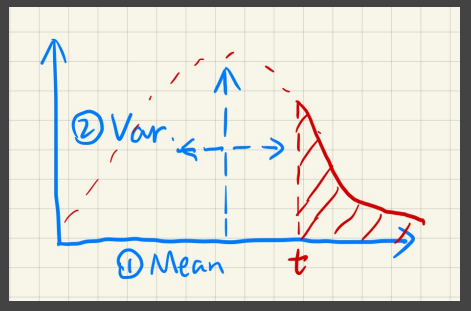 ② Var.
① Mean
t